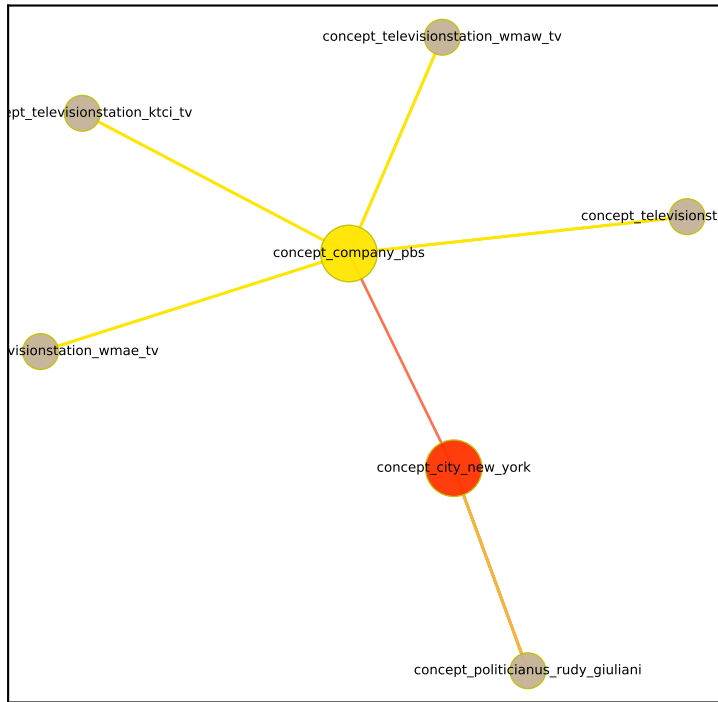 concept_televisionstation_wmaw_tv
ept_televisionstation_ktci_tv
concept_televisionst
concept_company_pbs
visionstation_wmae_tv
concept_city_new_york
concept_politicianus_rudy_giuliani